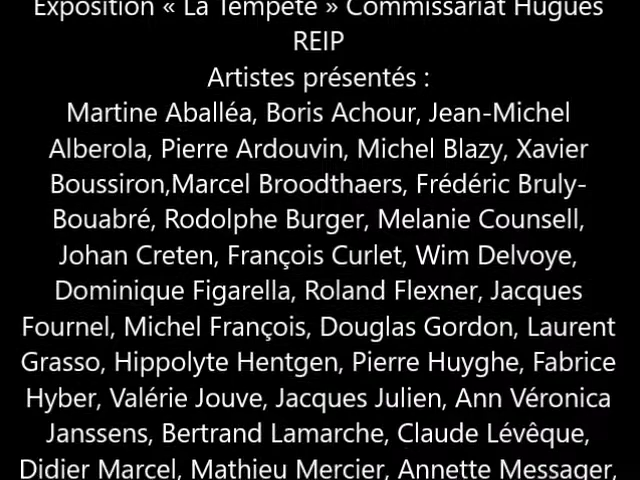 Exposition « La Tempête » Commissariat Hugues
REIP
Artistes présentés :
Martine Aballéa, Boris Achour, Jean-Michel
Alberola, Pierre Ardouvin, Michel Blazy, Xavier
Boussiron,Marcel Broodthaers, Frédéric Bruly-
Bouabré, Rodolphe Burger, Melanie Counsell,
Johan Creten, François Curlet, Wim Delvoye,
Dominique Figarella, Roland Flexner, Jacques
Fournel, Michel François, Douglas Gordon, Laurent
Grasso, Hippolyte Hentgen, Pierre Huyghe, Fabrice
Hyber, Valérie Jouve, Jacques Julien, Ann Véronica
Janssens, Bertrand Lamarche, Claude Lévêque,
Didier Marcel, Mathieu Mercier, Annette Messager,